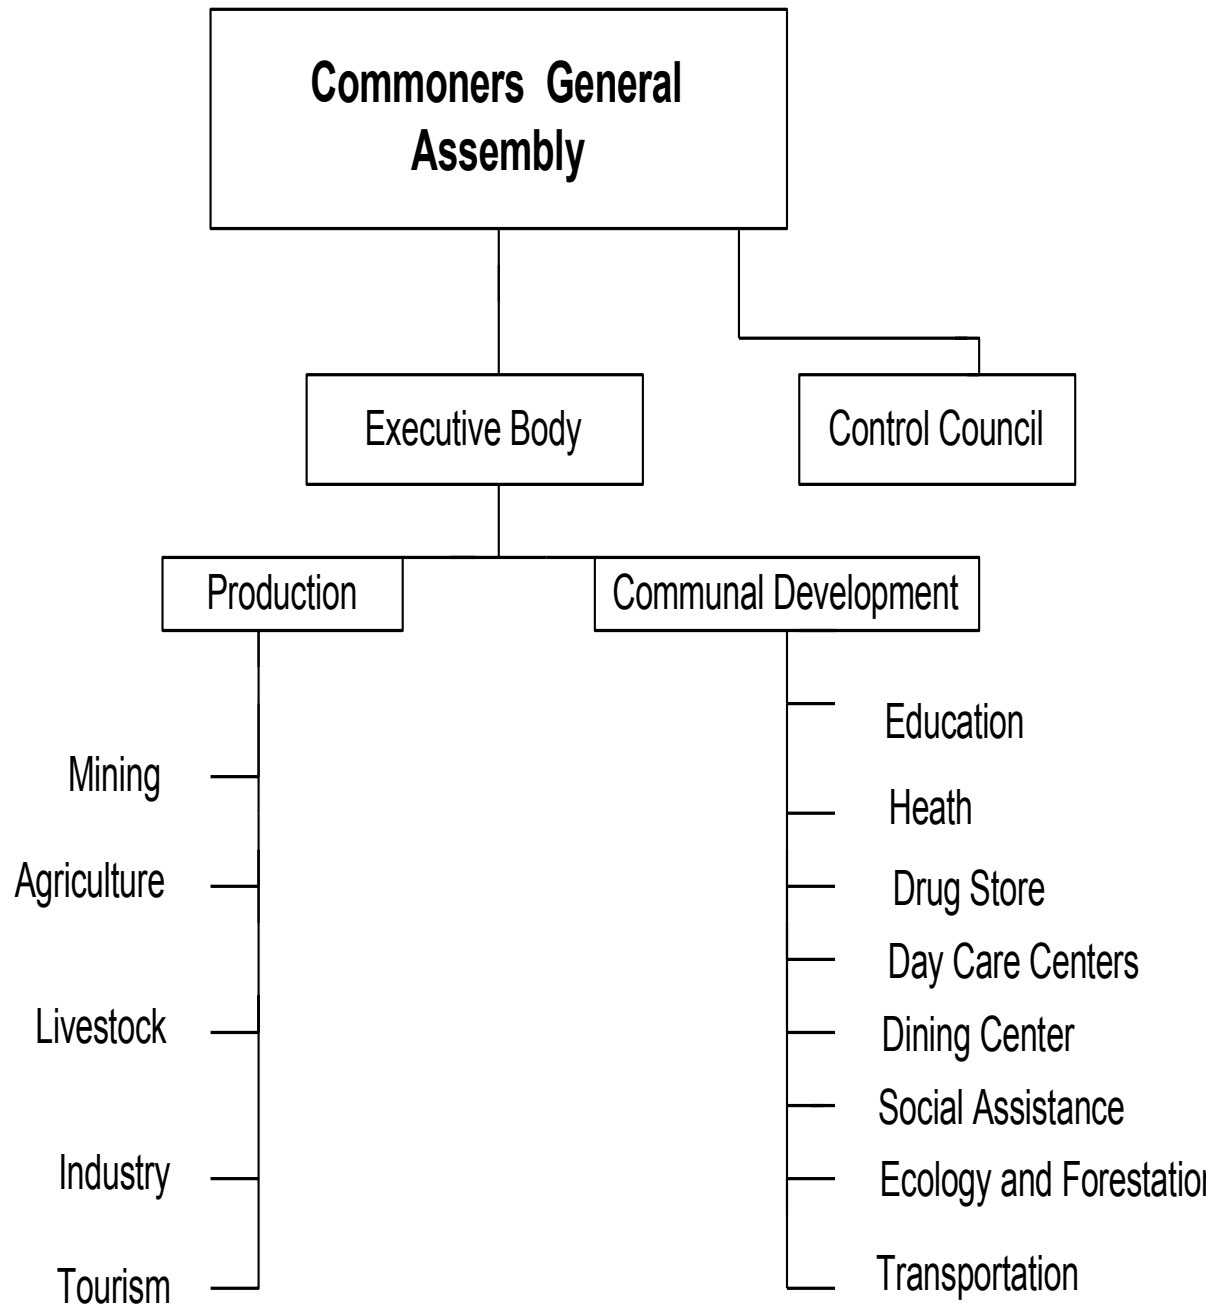 Commoners General
Assembly
Executive Body
Control Council
Production
Communal Development
Mining
Agriculture
Livestock
Industry
Tourism
Education
Heath
Drug Store
Day Care Centers
Dining Center
Social Assistance
Ecology and Forestation
Transportation